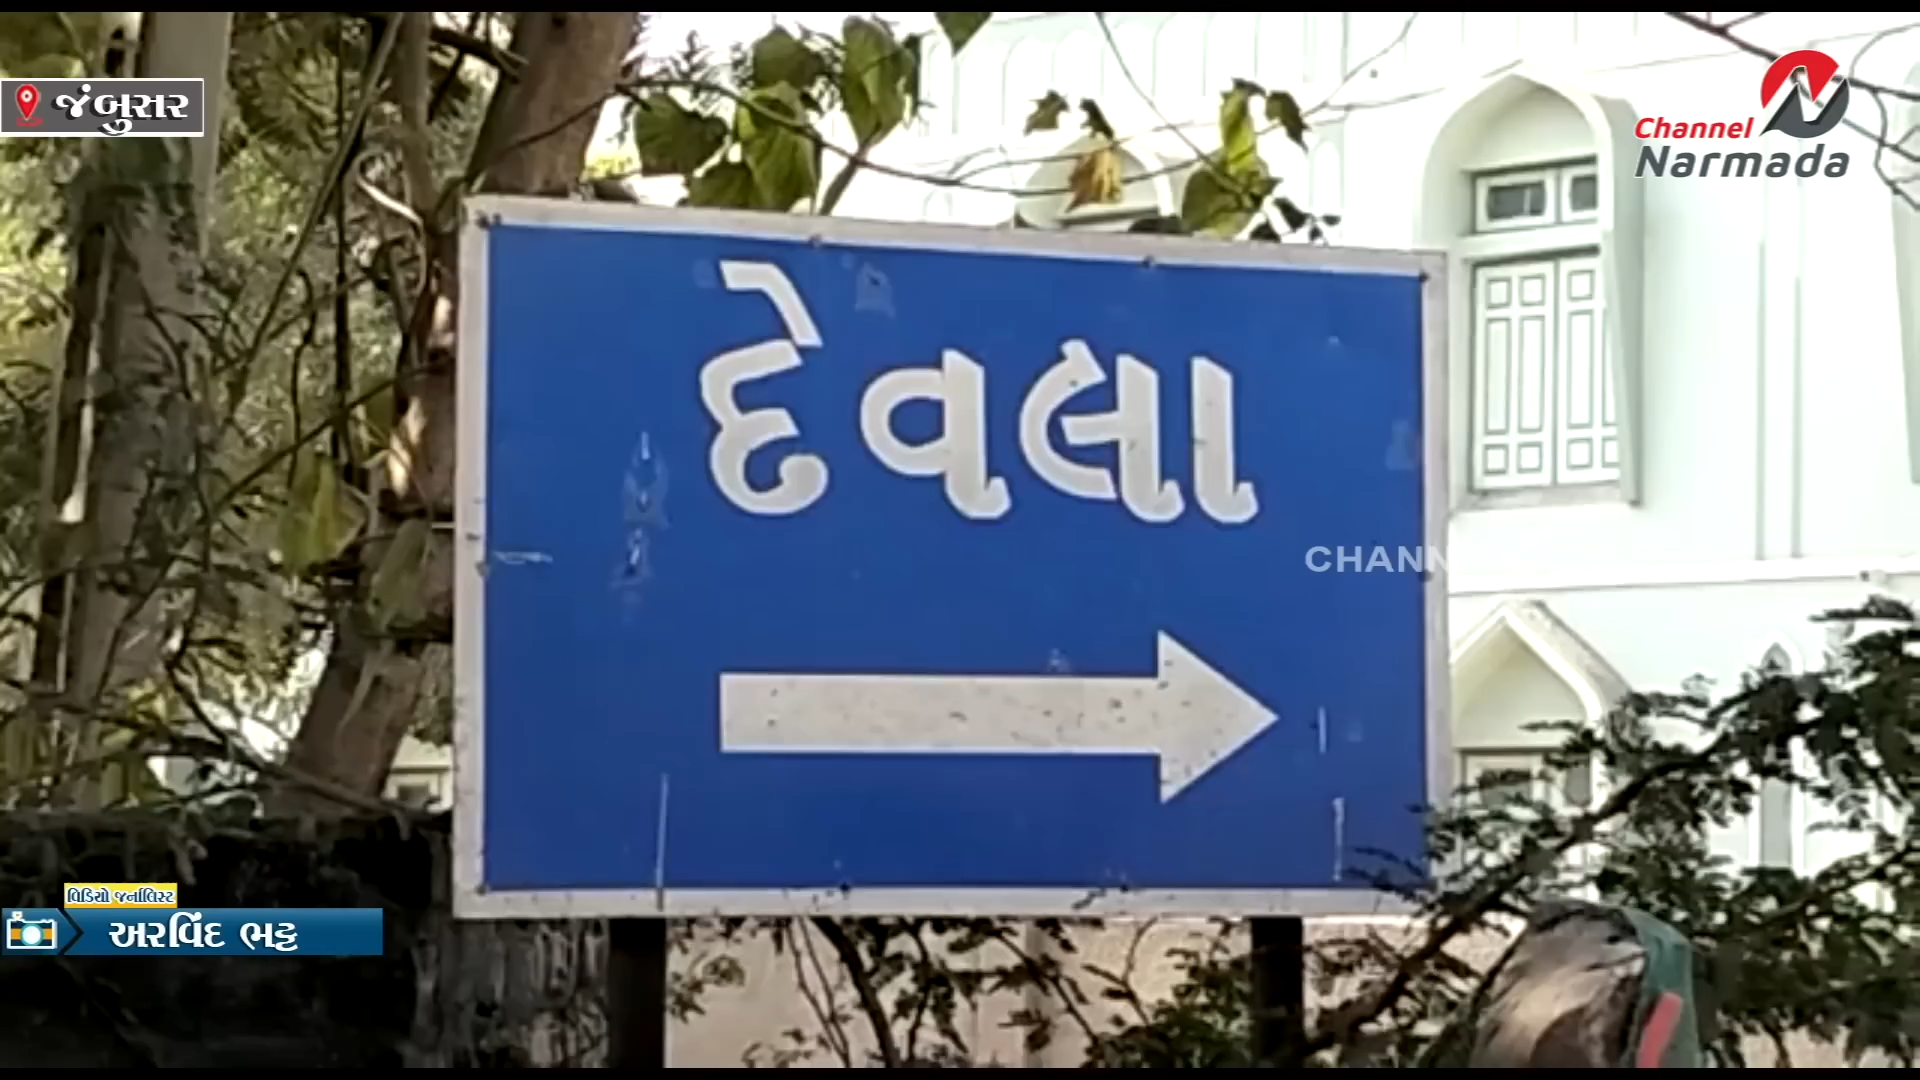 જંબુસર
Channel
Narmada
દેવલા
CHANN
વિડિયો જર્નાલિસ્ટ
અરવિંદ ભટ્ટ